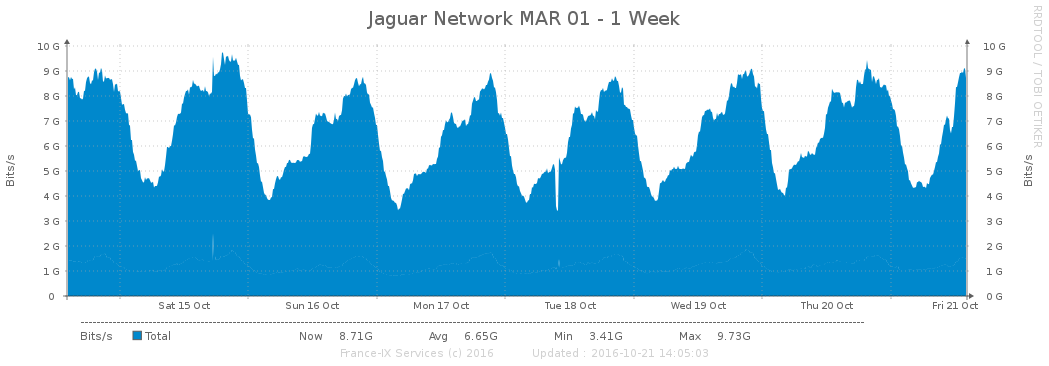 Jaguar Network MAR 01 - 1 Week
RRDTOOL / TOBI OETIKER
10 G
9 G
8 G
7 G
6 G
5 G
4 G
3 G
2 G
1 G
0
Bits/s
10 G
9 G
8 G
7 G
6 G
5 G
4 G
3 G
2 G
1 G
0 G
Bits/s
Sat 15 Oct Sun 16 Oct Mon 17 Oct Tue 18 Oct Wed 19 Oct Thu 20 Oct Fri 21 Oct
Bits/s Total Now 8.71G Avg 6.65G Min 3.41G Max 9.73G
France-IX Services (c) 2016 Updated : 2016-10-21 14:05:03